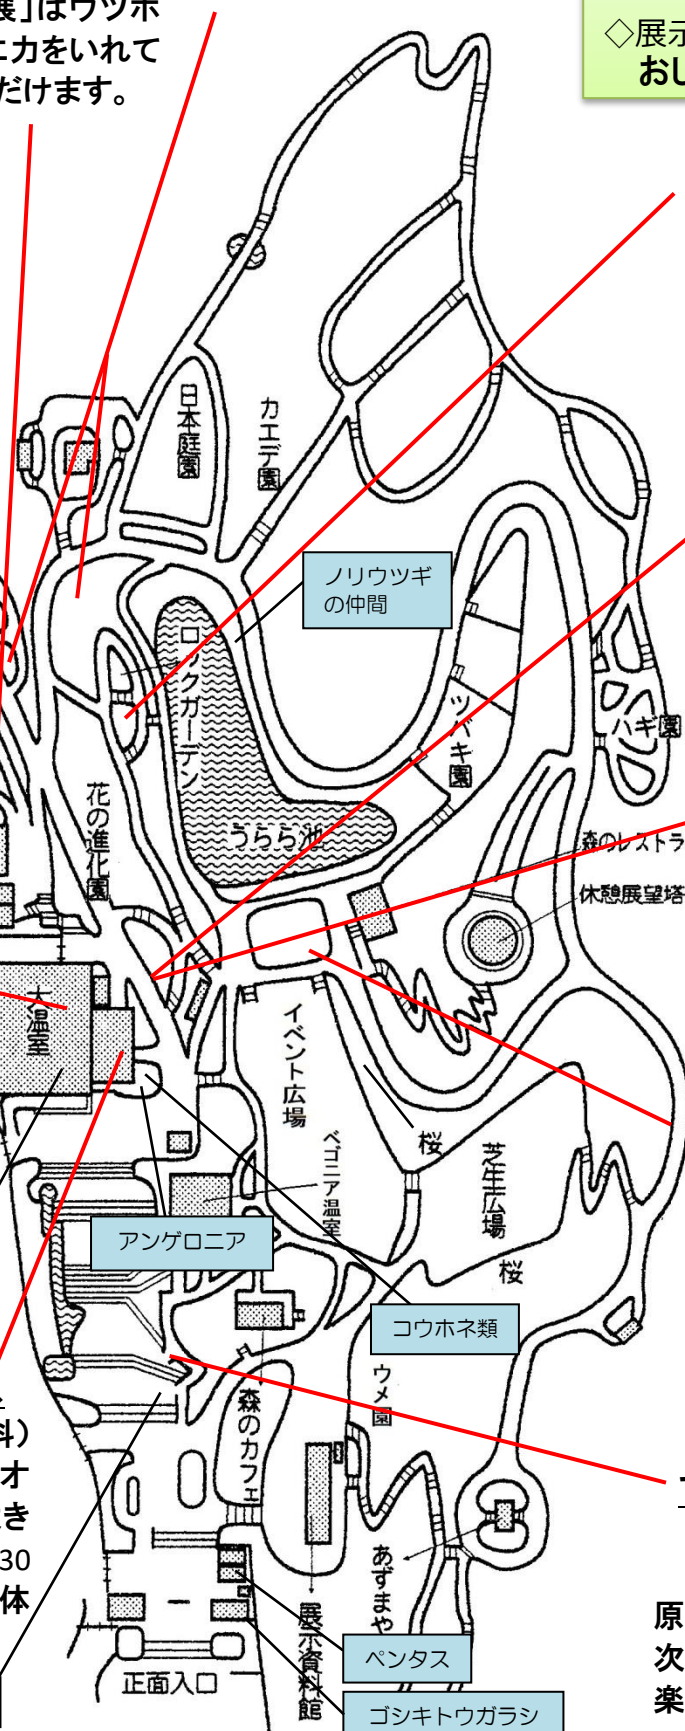 展」はウツボ
に力をいれて
だけます。
◇展示
おし
日本庭園
カエデ園
ノリウツギ
の仲間
ロックガーデン
ツバキ園
ハギ園
花の進化園
うらら池
森のレストラ
休憩展望塔
大温室
イベント広場
桜
ベゴニア温室
芝生広場
アンゲロニア
桜
コウホネ類
ウメ園
科)
オ
き
30
体
森のカフェ
あずまや
原
次
楽
展示資料館
ペンタス
正面入口
ゴシキトウガラシ